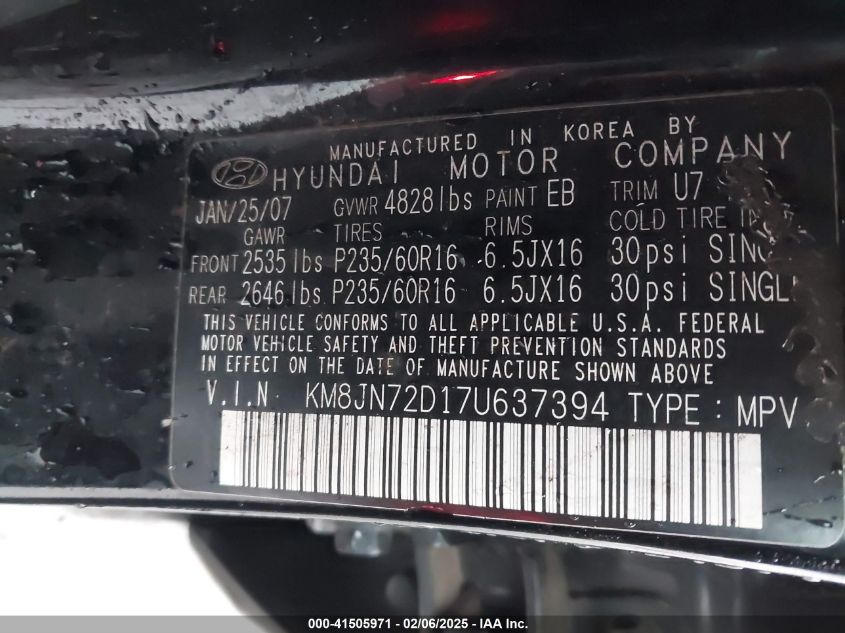 MANUFACTURED IN KOREA BY
HYUNDAI MOTOR COMPANY
JAN/25/07 GVWR 4828lbs PAINT EB TRIM U7
GAWR TIRES RIMS COLD TIRE
FRONT 2535lbs P235/60R16 6.5JX16 30psi
REAR 2646lbs P235/60R16 6.5JX16 30psi SINGL
THIS VEHICLE CONFORMS TO ALL APPLICABLE U.S.A. FEDERAL
MOTOR VEHICLE SAFETY AND THEFT PREVENTION STANDARDS
IN EFFECT ON THE DATE OF MANUFACTURE SHOWN ABOVE
V.I.N KM8JN72D17U637394 TYPE : MPV
000-41505971 | 02/06/2025 - IAA Inc.